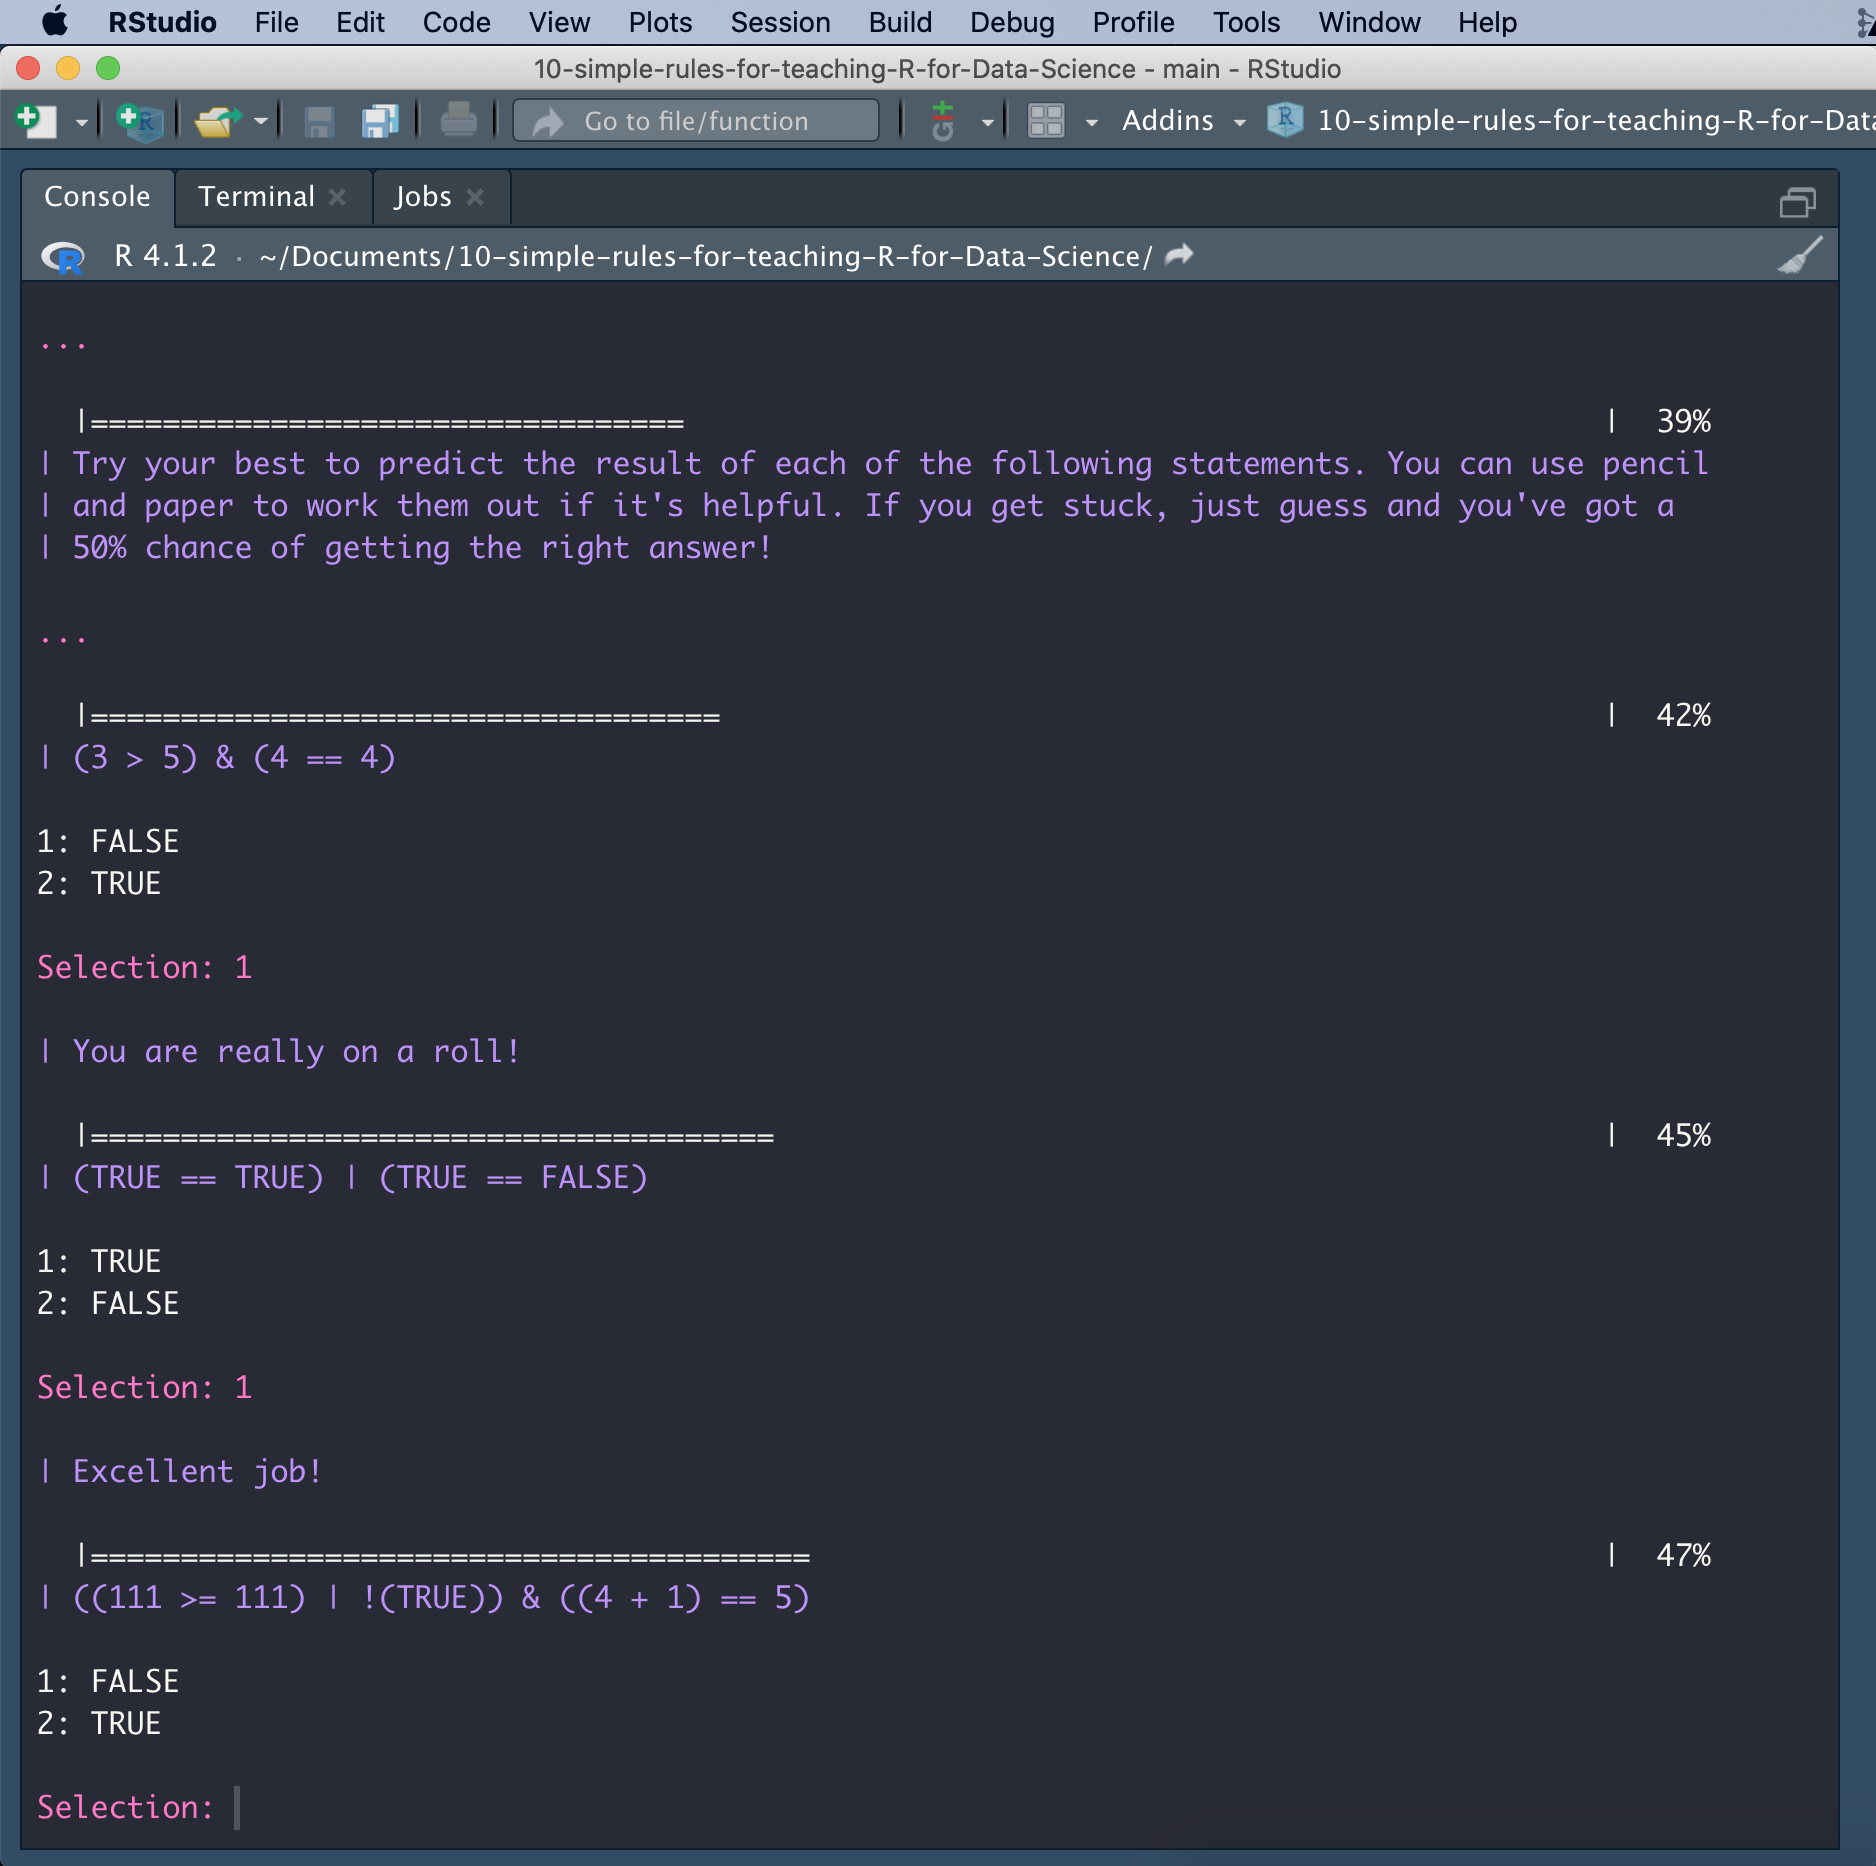 RStudio File Edit Code View Plots Session Build Debug Profile Tools Window Help
10-simple-rules-for-teaching-R-for-Data-Science - main - RStudio
Go to file/function Git Addins R 10-simple-rules-for-teaching-R-for-Data
Console Terminal Jobs
R R 4.1.2 · ~/Documents/10-simple-rules-for-teaching-R-for-Data-Science/
...
|================================= | 39%
| Try your best to predict the result of each of the following statements. You can use pencil
| and paper to work them out if it's helpful. If you get stuck, just guess and you've got a
| 50% chance of getting the right answer!
...
|=================================== | 42%
| (3 > 5) & (4 == 4)
1: FALSE
2: TRUE
Selection: 1
| You are really on a roll!
|====================================== | 45%
| (TRUE == TRUE) | (TRUE == FALSE)
1: TRUE
2: FALSE
Selection: 1
| Excellent job!
|======================================== | 47%
| ((111 >= 111) | !(TRUE)) & ((4 + 1) == 5)
1: FALSE
2: TRUE
Selection: